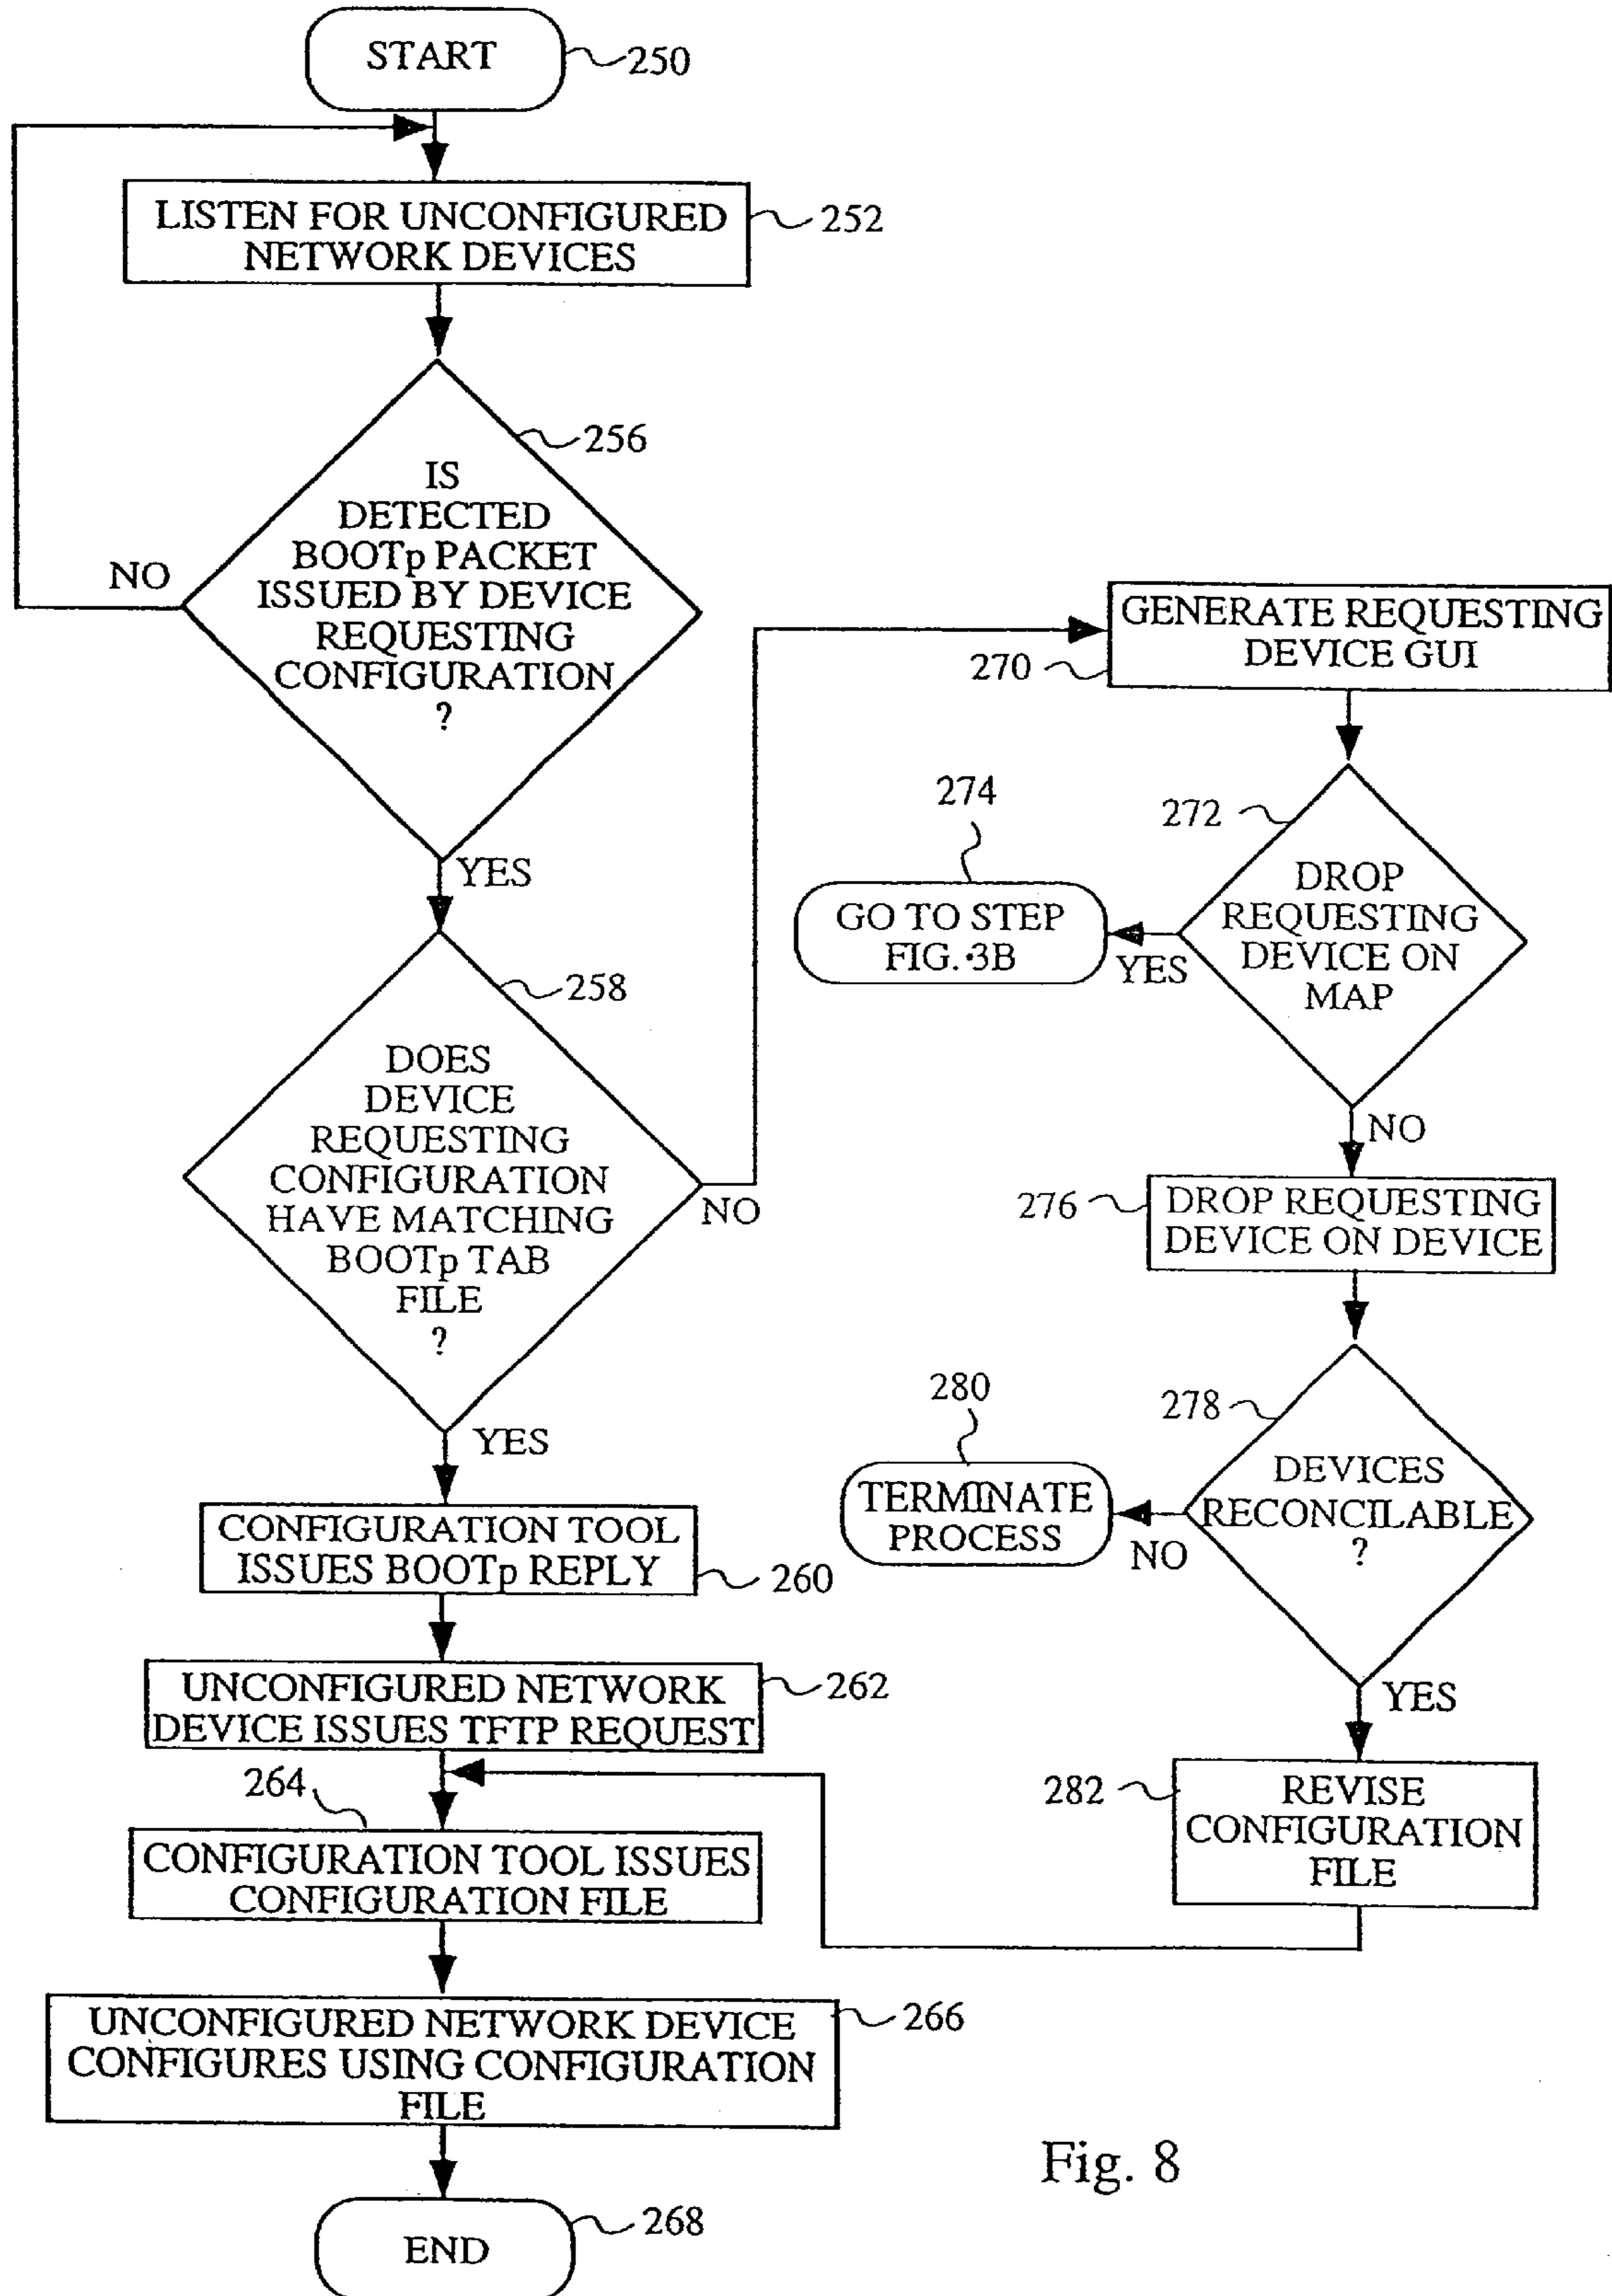 START
250
LISTEN FOR UNCONFIGURED
NETWORK DEVICES
252
256
IS
DETECTED
BOOTp PACKET
ISSUED BY DEVICE
REQUESTING
CONFIGURATION
?
NO
YES
258
DOES
DEVICE
REQUESTING
CONFIGURATION
HAVE MATCHING
BOOTp TAB
FILE
?
NO
YES
CONFIGURATION TOOL
ISSUES BOOTp REPLY
260
UNCONFIGURED NETWORK
DEVICE ISSUES TFTP REQUEST
262
264
CONFIGURATION TOOL ISSUES
CONFIGURATION FILE
UNCONFIGURED NETWORK DEVICE
CONFIGURES USING CONFIGURATION
FILE
266
END
268
GENERATE REQUESTING
DEVICE GUI
270
272
DROP
REQUESTING
DEVICE ON
MAP
274
GO TO STEP
FIG. 3B
YES
NO
276
DROP REQUESTING
DEVICE ON DEVICE
278
DEVICES
RECONCILABLE
?
280
TERMINATE
PROCESS
NO
YES
282
REVISE
CONFIGURATION
FILE
Fig. 8